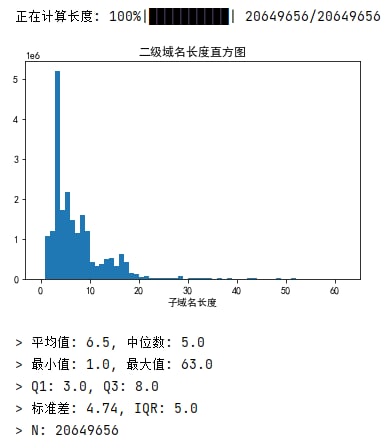 正在计算长度: 100%|██████████| 20649656/20649656
二级域名长度直方图
1e6
5
4
3
2
1
0
0 10 20 30 40 50 60
子域名长度
> 平均值: 6.5, 中位数: 5.0
> 最小值: 1.0, 最大值: 63.0
> Q1: 3.0, Q3: 8.0
> 标准差: 4.74, IQR: 5.0
> N: 20649656